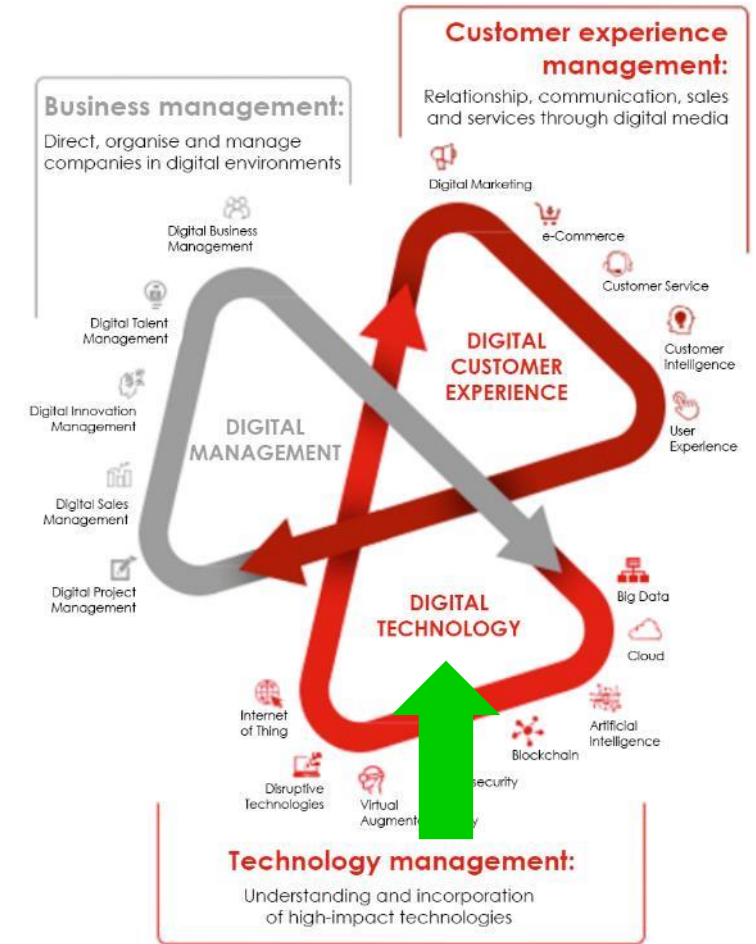 Customer experience
management:
Relationship, communication, sales
and services through digital media
Business management:
Direct, organise and manage
companies in digital environments
Digital Marketing
e-Commerce
Customer Service
Customer
Intelligence
User
Experience
Digital Business
Management
Digital Talent
Management
Digital Innovation
Management
Digital Sales
Management
Digital Project
Management
DIGITAL
CUSTOMER
EXPERIENCE
DIGITAL
MANAGEMENT
DIGITAL
TECHNOLOGY
Big Data
Cloud
Artificial
Intelligence
Blockchain
security
Virtual
Internet
of Thing
Disruptive
Technologies
Technology management:
Understanding and incorporation
of high-impact technologies